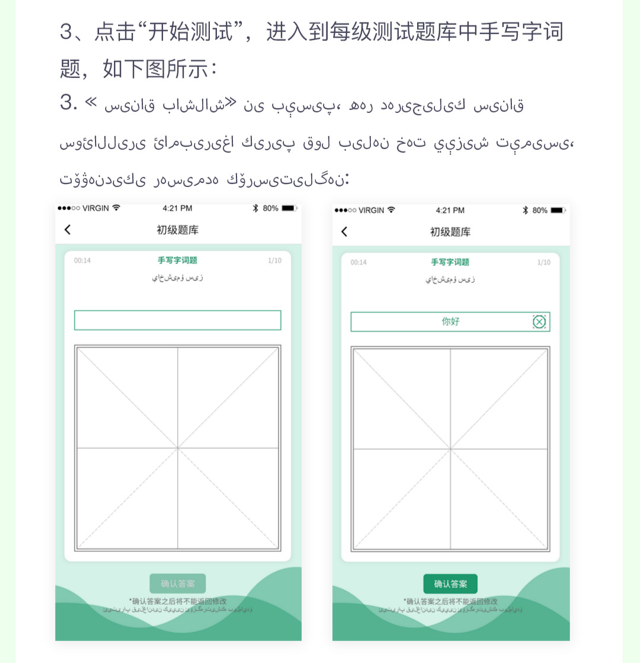 3、点击“开始测试”，进入到每级测试题库中手写字词
题，如下图所示：
3. « سىناق باشلاش» نى بېسىپ، ھەر دەرىجىلىك سىناق
سوئاللىرى ئامبىرىغا كىرىپ قول بىلەن خەت يېزىش تېمىسى،
تۆۋەندىكى رەسىمدە كۆرسىتىلگەن:
VIRGIN 4:21 PM 80%
初级题库
00:14 手写字词题 1/10
确认答案
*确认答案之后将不能返回修改
VIRGIN 4:21 PM 80%
初级题库
00:14 手写字词题 1/10
你好
确认答案
*确认答案之后将不能返回修改